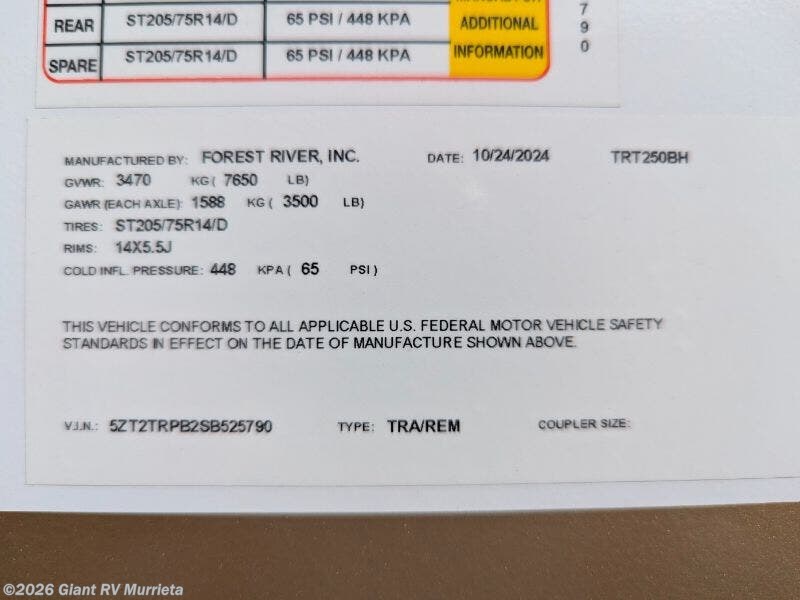 MANUAL FOR
REAR ST205/75R14/D 65 PSI / 448 KPA ADDITIONAL
SPARE ST205/75R14/D 65 PSI / 448 KPA INFORMATION
7
9
0
MANUFACTURED BY: FOREST RIVER, INC. DATE: 10/24/2024 TRT250BH
GVWR: 3470 KG( 7650 LB)
GAWR (EACH AXLE): 1588 KG ( 3500 LB)
TIRES: ST205/75R14/D
RIMS: 14X5.5J
COLD INFL. PRESSURE: 448 KPA ( 65 PSI )
THIS VEHICLE CONFORMS TO ALL APPLICABLE U.S. FEDERAL MOTOR VEHICLE SAFETY
STANDARDS IN EFFECT ON THE DATE OF MANUFACTURE SHOWN ABOVE.
V.I.N.: 5ZT2TRPB2SB525790 TYPE: TRA/REM COUPLER SIZE:
©2026 Giant RV Murrieta